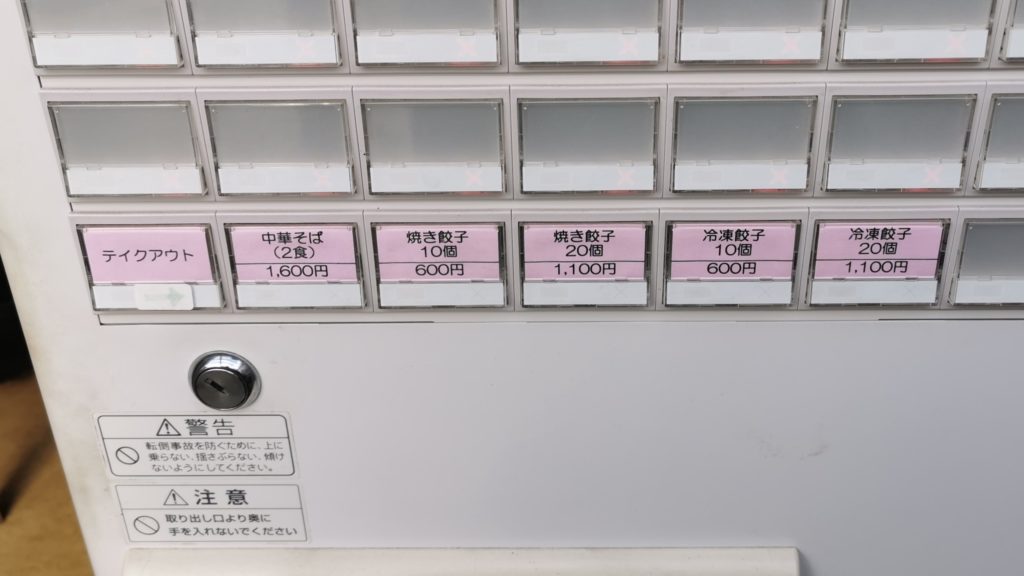 テイクアウト
中華そば
（2食）
1,600円
焼き餃子
10個
600円
焼き餃子
20個
1,100円
冷凍餃子
10個
600円
冷凍餃子
20個
1,100円
警告
転倒事故を防ぐために、上に
乗らない、揺さぶらない、傾け
ないようにしてください。
注意
取り出し口より奥に
手を入れないでください